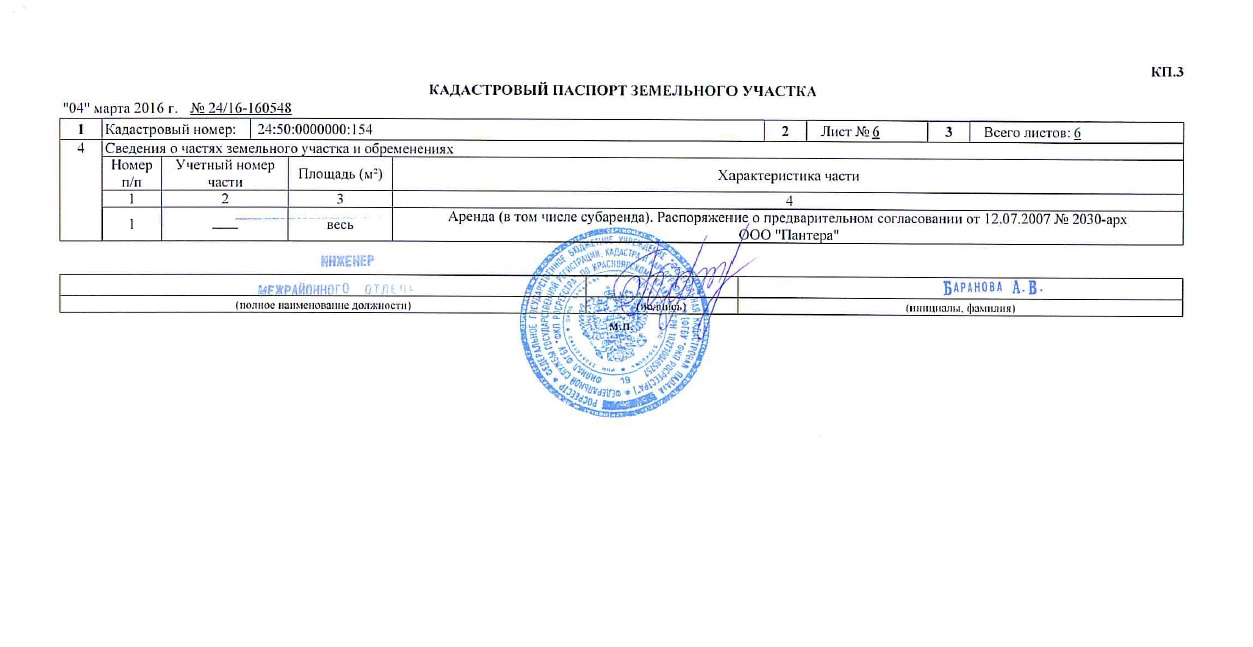 КП.3
КАДАСТРОВЫЙ ПАСПОРТ ЗЕМЕЛЬНОГО УЧАСТКА
"04" марта 2016 г. № 24/16-160548
1 Кадастровый номер: 24:50:0000000:154 2 Лист № 6 3 Всего листов: 6
4 Сведения о частях земельного участка и обременениях
Номер п/п Учетный номер части Площадь (м²) Характеристика части
1 2 3 4
1 — весь Аренда (в том числе субаренда). Распоряжение о предварительном согласовании от 12.07.2007 № 2030-арх
ООО "Пантера"
ИНЖЕНЕР
МЕЖРАЙОННОГО ОТДЕЛА БАРАНОВА А.В.
(полное наименование должности) (подпись) (инициалы, фамилия)
М.П.